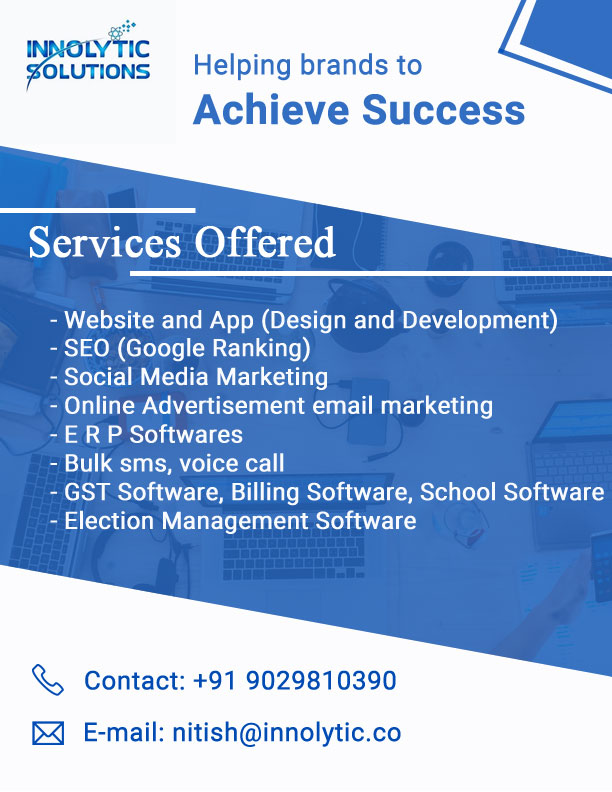 INNOLYTIC
SOLUTIONS
Helping brands to
Achieve Success
Services Offered
- Website and App (Design and Development)
- SEO (Google Ranking)
- Social Media Marketing
- Online Advertisement email marketing
- E R P Softwares
- Bulk sms, voice call
- GST Software, Billing Software, School Software
- Election Management Software
Contact: +91 9029810390
E-mail: nitish@innolytic.co